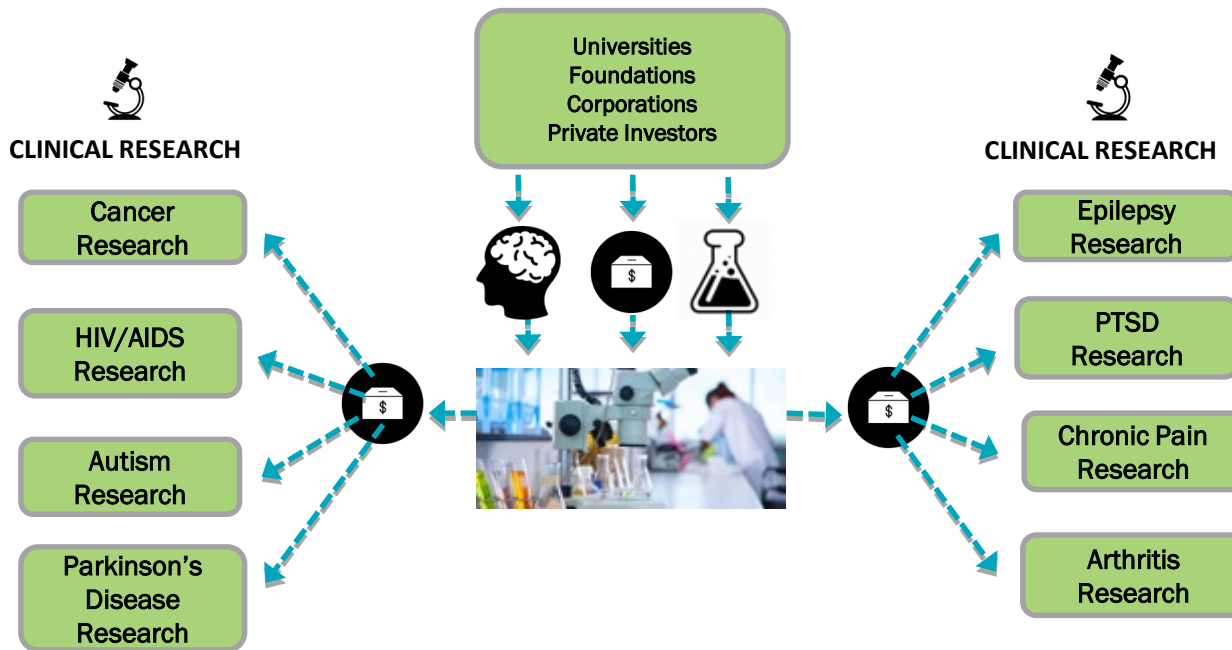 Universities
Foundations
Corporations
Private Investors
CLINICAL RESEARCH
Cancer
Research
HIV/AIDS
Research
Autism
Research
Parkinson’s
Disease
Research
$
$
$
CLINICAL RESEARCH
Epilepsy
Research
PTSD
Research
Chronic Pain
Research
Arthritis
Research